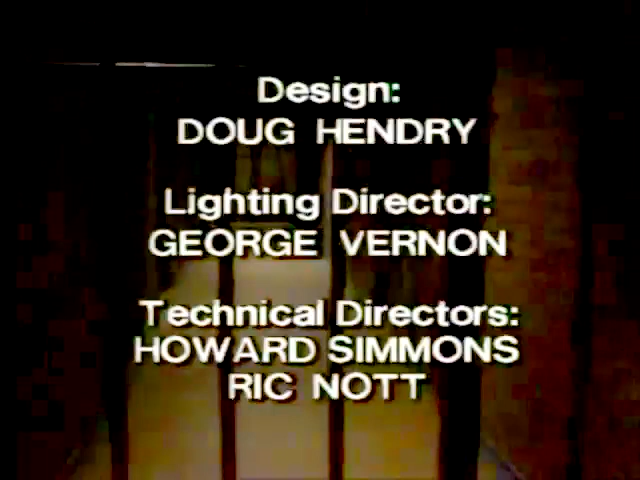 Design:
DOUG HENDRY
Lighting Director:
GEORGE VERNON
Technical Directors:
HOWARD SIMMONS
RIC NOTT